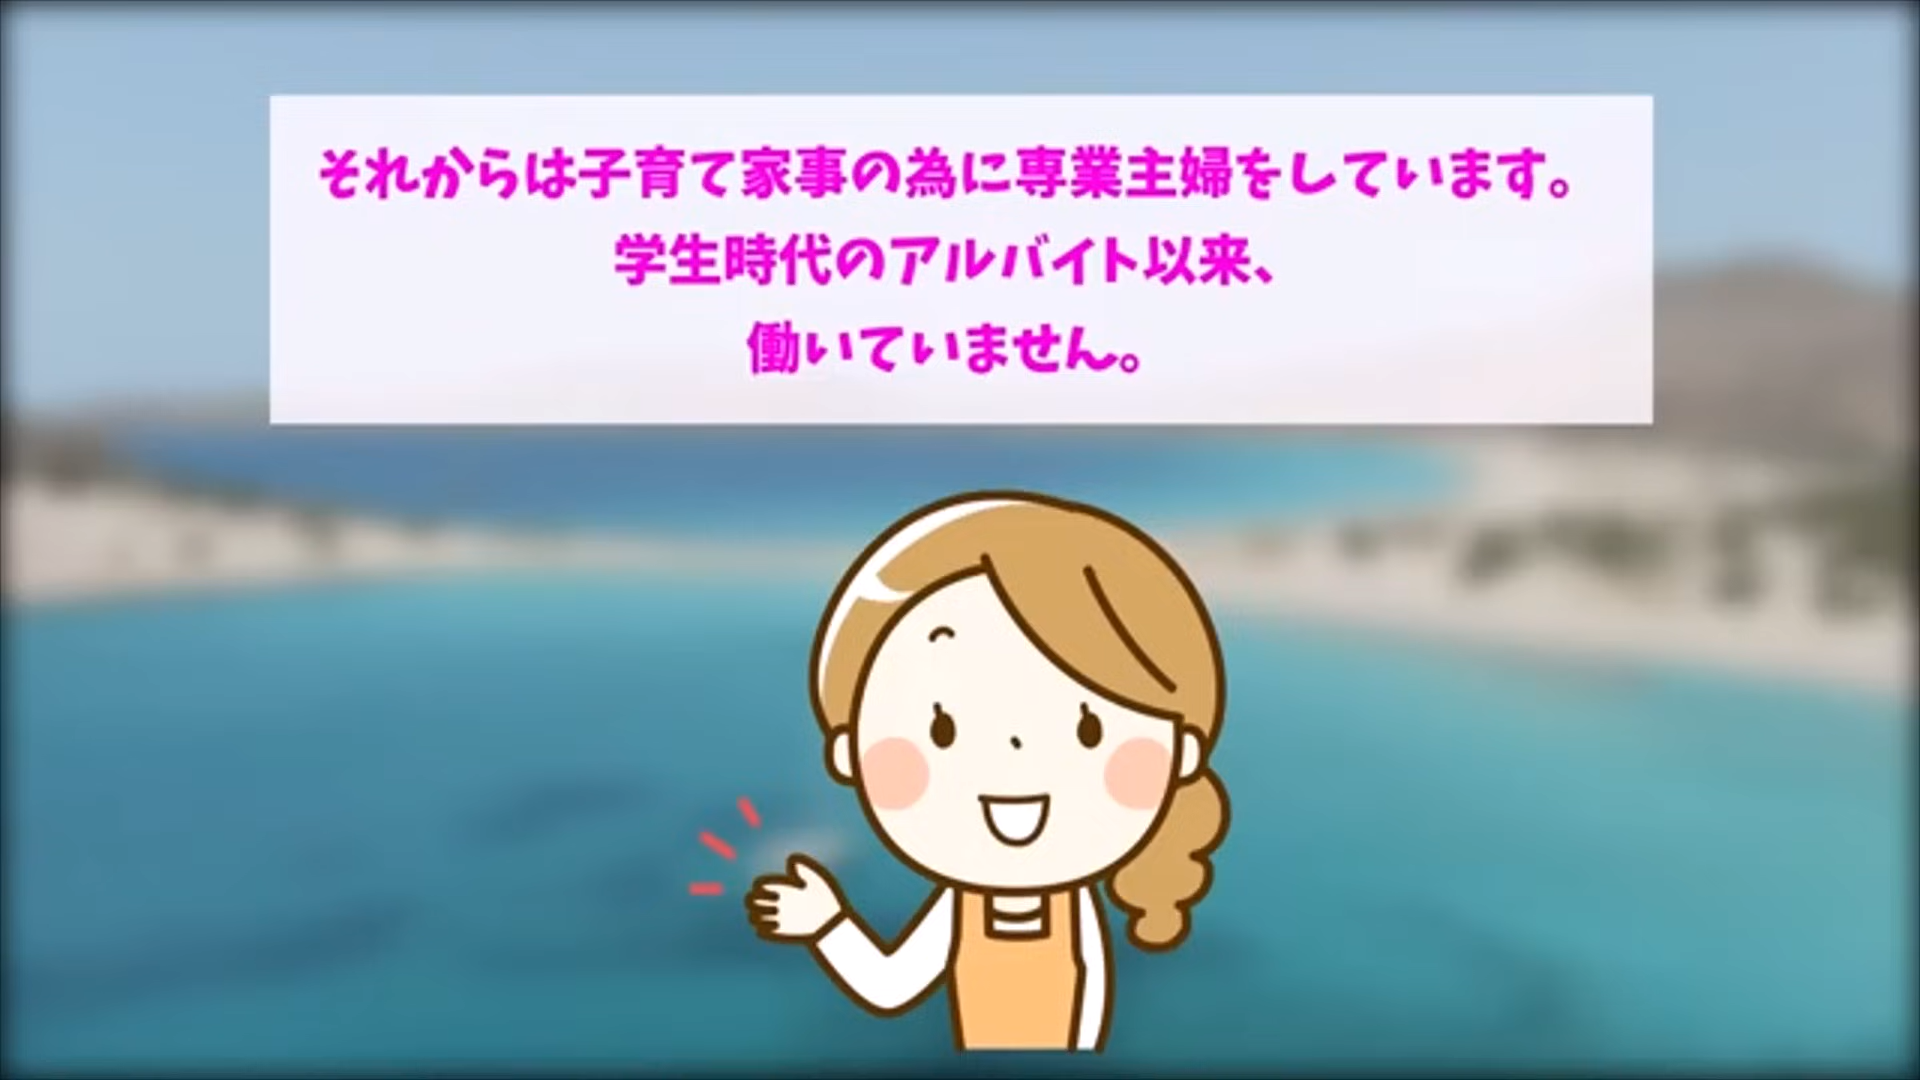 それからは子育て家事の為に専業主婦をしています。
学生時代のアルバイト以来、
働いていません。